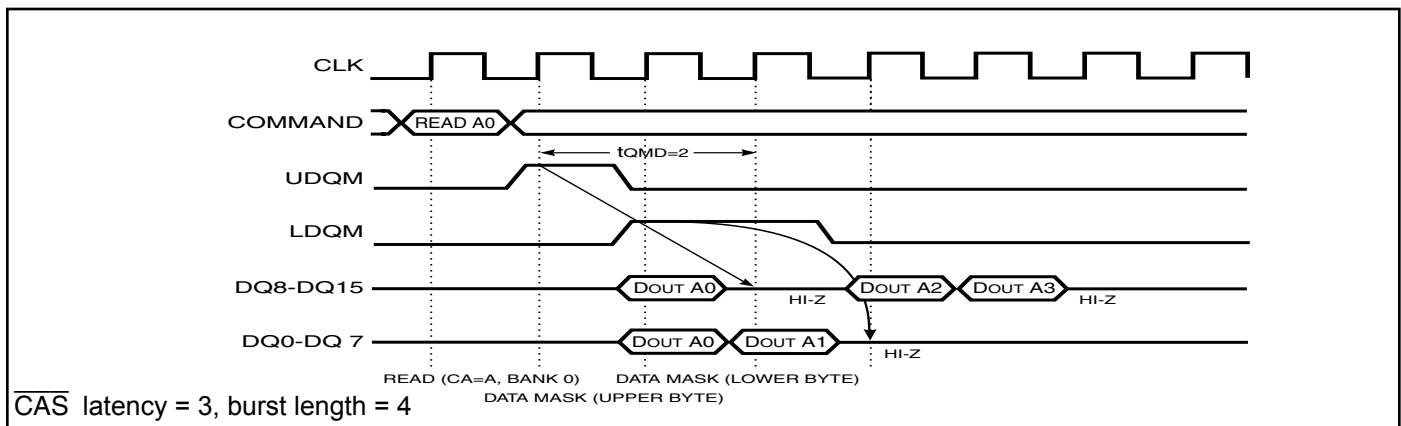 CLK
COMMAND
READ A0
tQMD=2
UDQM
LDQM
DQ8-DQ15
DOUT A0
HI-Z
DOUT A2
DOUT A3
HI-Z
DQ0-DQ 7
DOUT A0
DOUT A1
HI-Z
READ (CA=A, BANK 0)
DATA MASK (LOWER BYTE)
DATA MASK (UPPER BYTE)
CAS latency = 3, burst length = 4